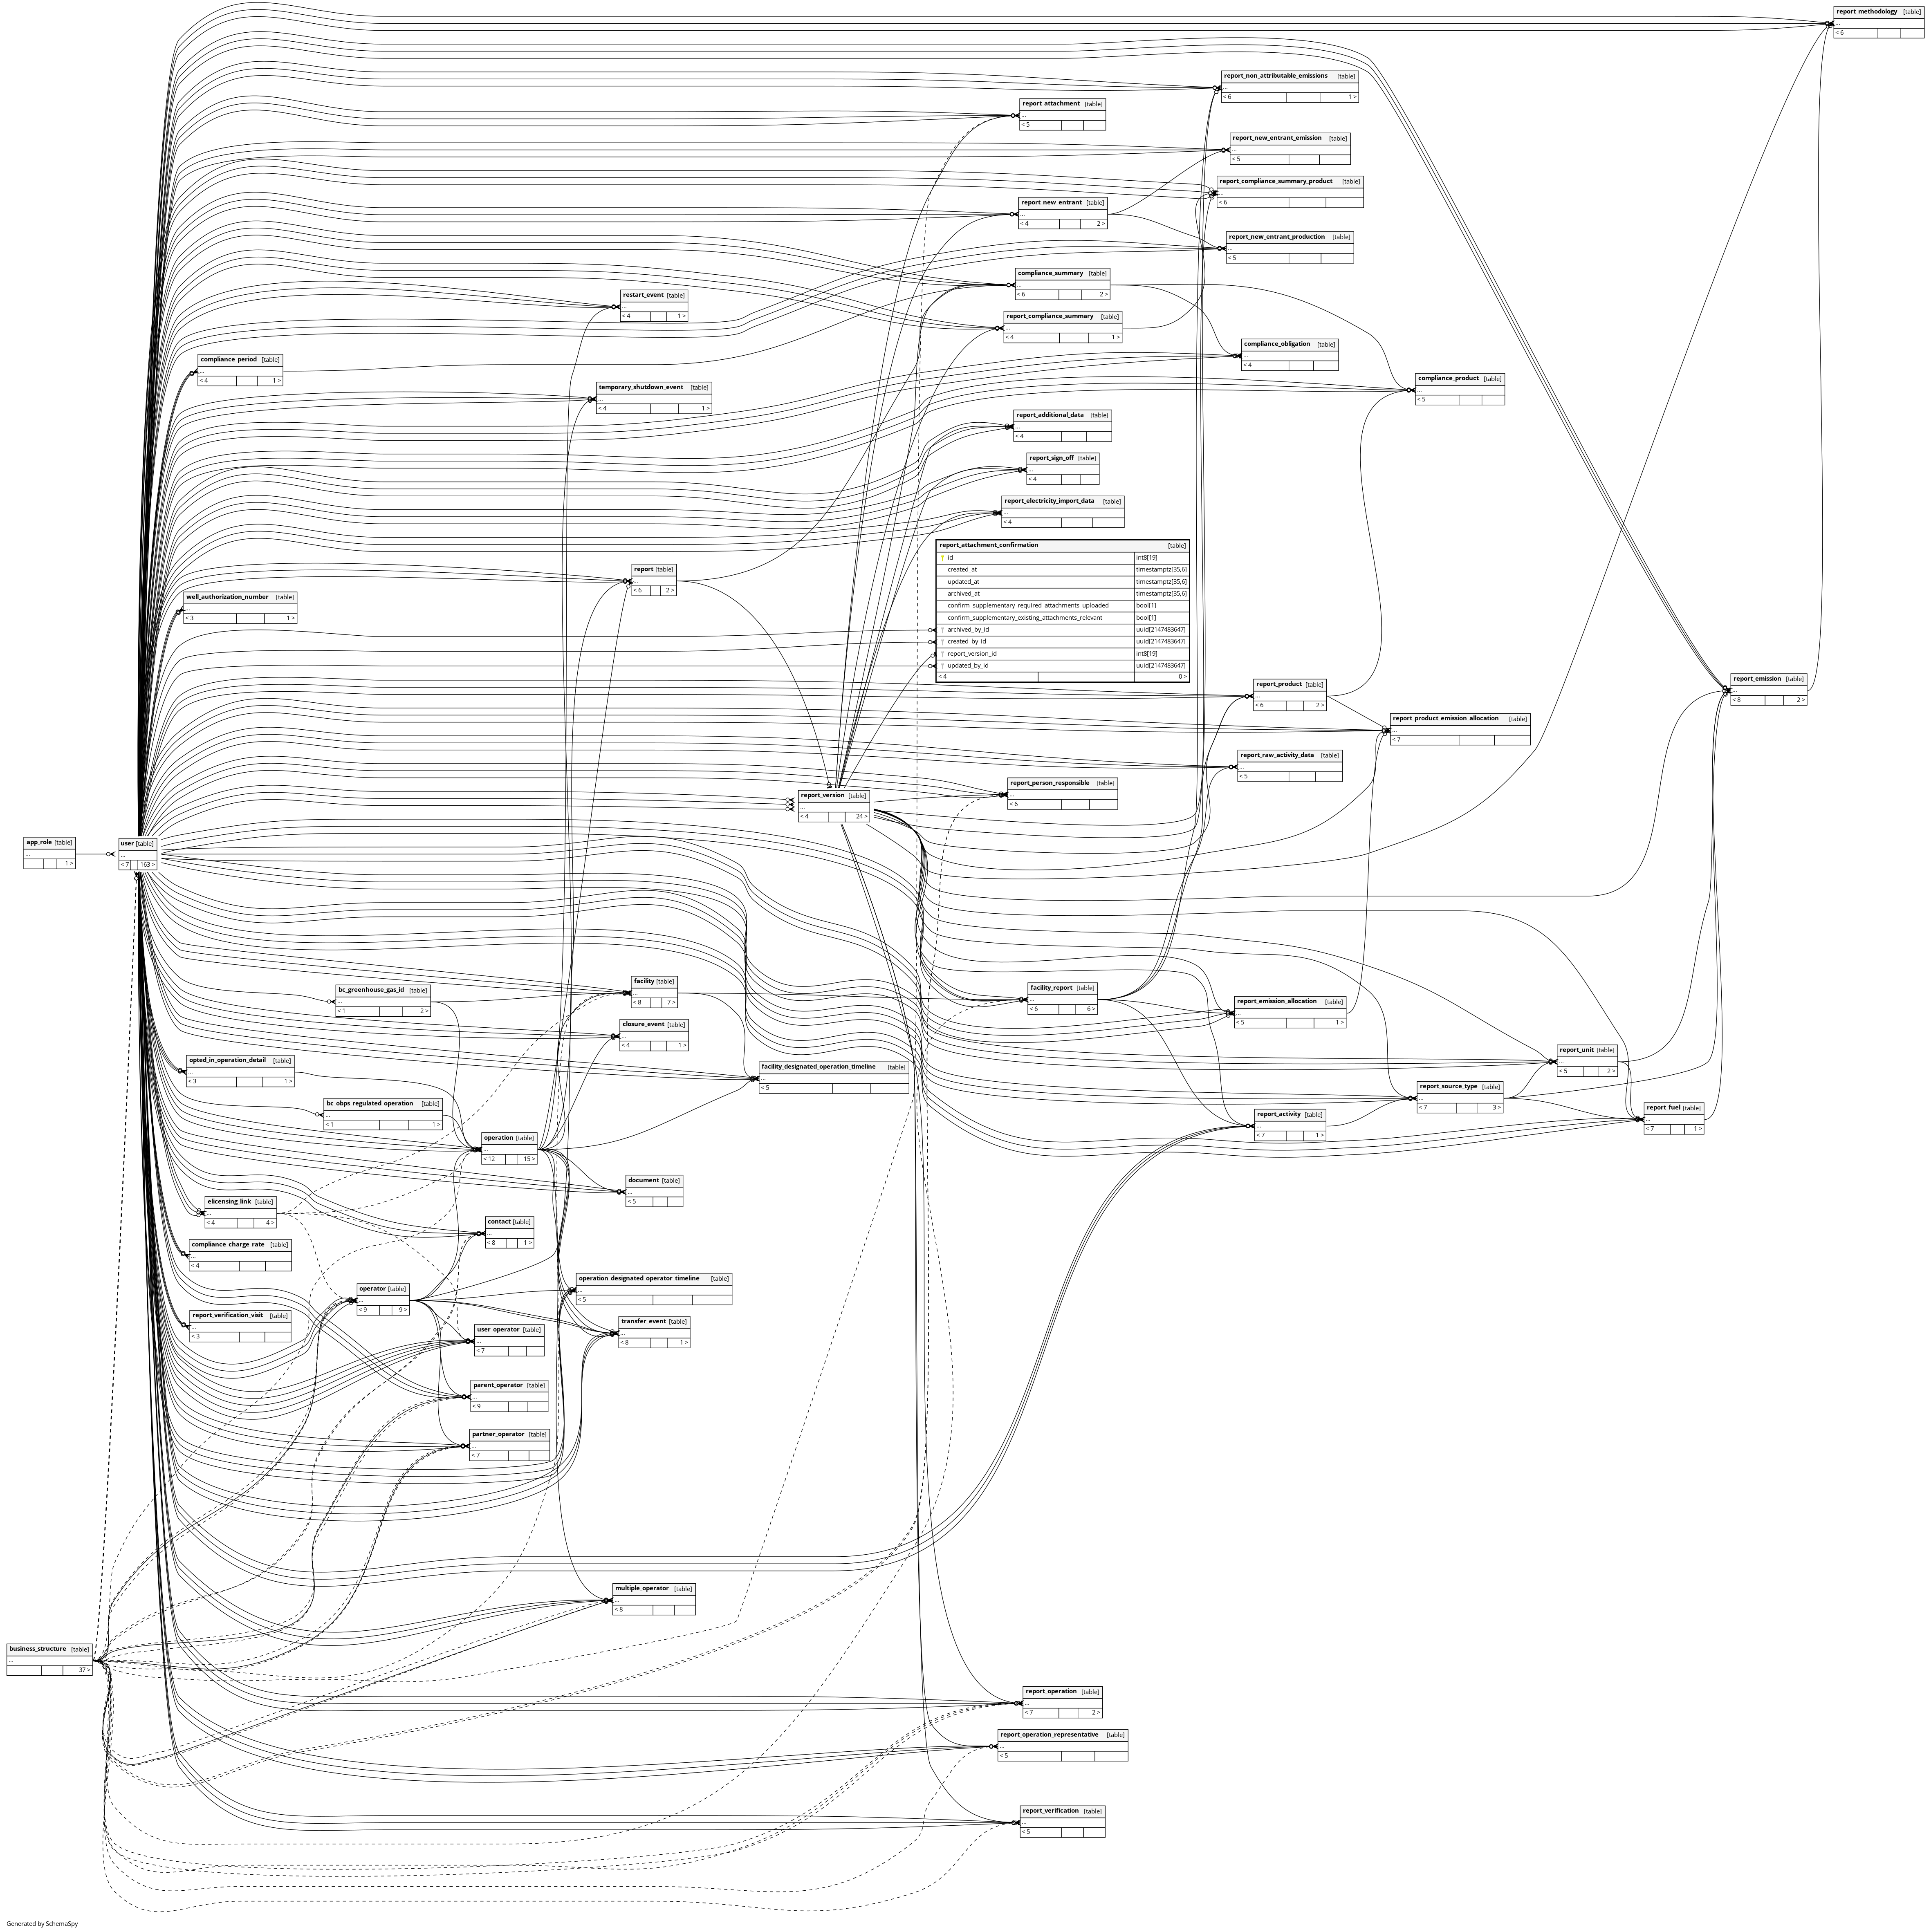 report_methodology [table]
...
< 6
report_non_attributable_emissions [table]
...
< 6 1 >
report_attachment [table]
...
< 5
report_new_entrant_emission [table]
...
< 5
report_compliance_summary_product [table]
...
< 6
report_new_entrant [table]
...
< 4 2 >
report_new_entrant_production [table]
...
< 5
compliance_summary [table]
...
< 6 2 >
restart_event [table]
...
< 4 1 >
report_compliance_summary [table]
...
< 4 1 >
compliance_obligation [table]
...
< 4
compliance_period [table]
...
< 4 1 >
compliance_product [table]
...
< 5
temporary_shutdown_event [table]
...
< 4 1 >
report_additional_data [table]
...
< 4
report_sign_off [table]
...
< 4
report_electricity_import_data [table]
...
< 4
report_attachment_confirmation [table]
id int8[19]
created_at timestamptz[35,6]
updated_at timestamptz[35,6]
archived_at timestamptz[35,6]
confirm_supplementary_required_attachments_uploaded bool[1]
confirm_supplementary_existing_attachments_relevant bool[1]
archived_by_id uuid[2147483647]
created_by_id uuid[2147483647]
report_version_id int8[19]
updated_by_id uuid[2147483647]
< 4 0 >
report [table]
...
< 6 2 >
well_authorization_number [table]
...
< 3 1 >
report_product [table]
...
< 6 2 >
report_emission [table]
...
< 8 2 >
report_product_emission_allocation [table]
...
< 7
report_raw_activity_data [table]
...
< 5
report_person_responsible [table]
...
< 6
report_version [table]
...
< 4 24 >
app_role [table]
...
1 >
user [table]
...
< 7 163 >
facility [table]
...
< 8 7 >
bc_greenhouse_gas_id [table]
...
< 1 2 >
facility_report [table]
...
< 6 6 >
report_emission_allocation [table]
...
< 5 1 >
closure_event [table]
...
< 4 1 >
report_unit [table]
...
< 5 2 >
opted_in_operation_detail [table]
...
< 3 1 >
facility_designated_operation_timeline [table]
...
< 5
report_source_type [table]
...
< 7 3 >
bc_obps_regulated_operation [table]
...
< 1 1 >
report_fuel [table]
...
< 7 1 >
report_activity [table]
...
< 7 1 >
operation [table]
...
< 12 15 >
document [table]
...
< 5
elicensing_link [table]
...
< 4 4 >
contact [table]
...
< 8 1 >
compliance_charge_rate [table]
...
< 4
operation_designated_operator_timeline [table]
...
< 5
operator [table]
...
< 9 9 >
report_verification_visit [table]
...
< 3
transfer_event [table]
...
< 8 1 >
user_operator [table]
...
< 7
parent_operator [table]
...
< 9
partner_operator [table]
...
< 7
multiple_operator [table]
...
< 8
business_structure [table]
...
37 >
report_operation [table]
...
< 7 2 >
report_operation_representative [table]
...
< 5
report_verification [table]
...
< 5
Generated by SchemaSpy